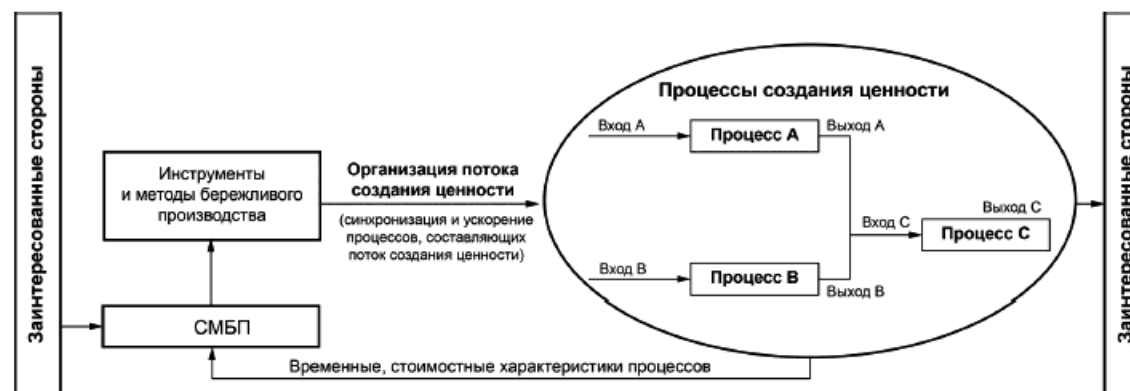 Заинтересованные стороны
Инструменты
и методы бережливого
производства
СМБП
Организация потока
создания ценности
(синхронизация и ускорение
процессов, составляющих
поток создания ценности)
Процессы создания ценности
Вход А
Процесс А
Выход А
Вход В
Процесс В
Выход В
Вход С
Процесс С
Выход С
Временные, стоимостные характеристики процессов
Заинтересованные стороны